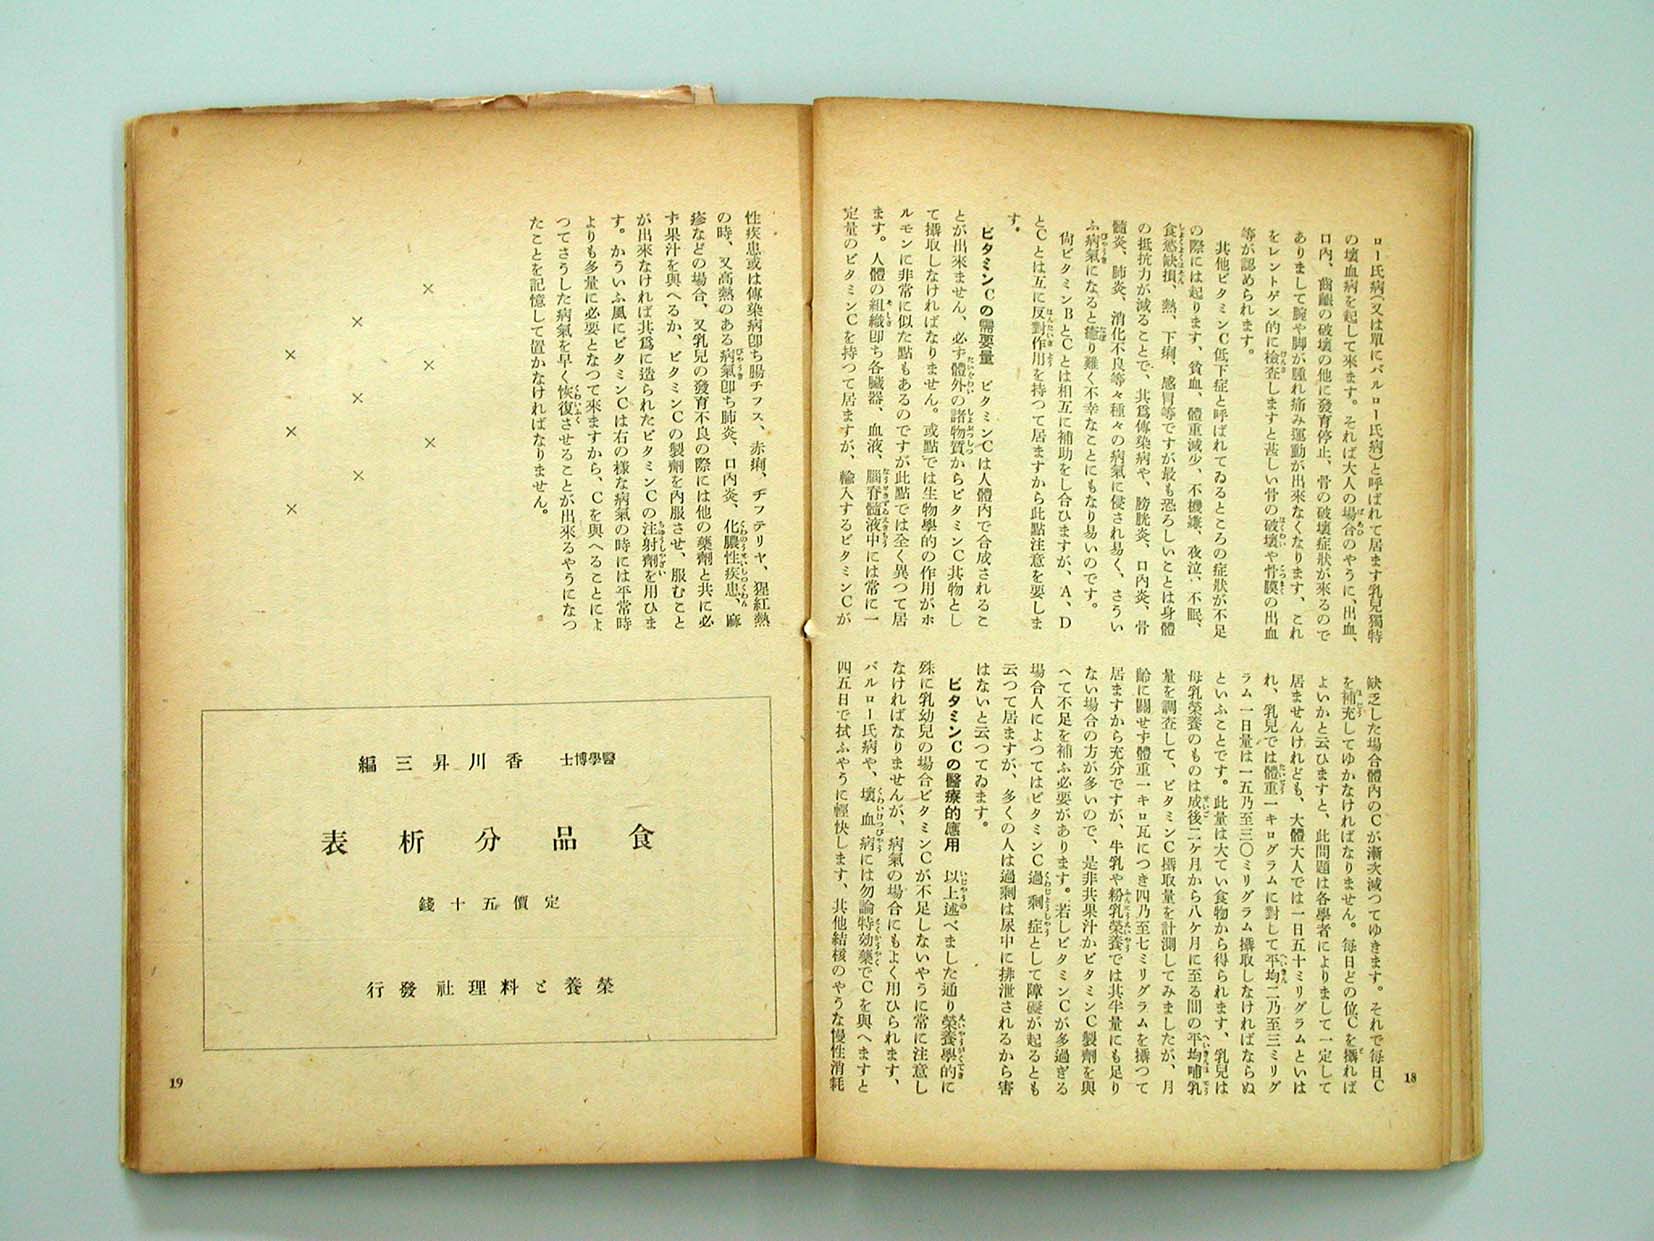 ロー氏病(又は單にバルロー氏病)と呼ばれて居ます乳兒獨特
の壞血病を起して來ます。それば大人の場合のやうに、出血、
口内、齒齦の破壞の他に發育停止、骨の破壞症狀が來るので
ありまして腕や脚が腫れ痛み運動が出來なくなります、これ
をレントゲン的に檢査しますと甚しい骨の破壞や骨膜の出血
等が認められます。
其他ビタミンC低下症と呼ばれてゐるところの症狀が不足
の際には起ります、貧血、體重減少、不機嫌、夜泣、不眠、
食慾缺損、熱、下痢、感冒等ですが最も恐ろしいことは身體
の抵抗力が減ることで、其爲傳染病や、膀胱炎、口内炎、骨
髓炎、肺炎、消化不良等々種々の病氣に侵され易く、さうい
ふ病氣になると癒り難く不幸なことにもなり易いのです。
尙ビタミンBとCとは相互に補助をし合ひますが、A、D
とCとは互に反對作用を持つて居ますから此點注意を要しま
す。
ビタミンCの需要量 ビタミンCは人體内で合成されるこ
とが出來ません、必ず體外の諸物質からビタミンC其物とし
て攝取しなければなりません。或點では生物學的の作用がホ
ルモンに非常に似た點もあるのですが此點では全く異つて居
ます。人體の組織卽ち各臟器、血液、腦脊髓液中には常に一
定量のビタミンCを持つて居ますが、輸入するビタミンCが
缺乏した場合體内のCが漸次減つてゆきます。それで每日C
を補充してゆかなければなりません。每日どの位Cを攝れば
よいかと云ひますと、此問題は各學者によりまして一定して
居ませんけれども、大體大人では一日五十ミリグラムといは
れ、乳兒では體重一キログラムに對して平均二乃至三ミリグ
ラム一日量は一五乃至三〇ミリグラム攝取しなければならぬ
といふことです。此量は大てい食物から得られます、乳兒は
母乳榮養のものは成後二ケ月から八ケ月に至る間の平均哺乳
量を調査して、ビタミンC攝取量を計測してみましたが、月
齡に關せず體重一キロ瓦につき四乃至七ミリグラムを攝つて
居ますから充分ですが、牛乳や粉乳榮養では其半量にも足り
ない場合の方が多いので、是非共果汁かビタミンC製劑を與
へて不足を補ふ必要があります。若しビタミンCが多過ぎる
場合人によつてはビタミンC過剩症として障礙が起るとも
云つて居ますが、多くの人は過剩は尿中に排泄されるから害
はないと云つてゐます。
ビタミンCの醫療的應用 以上述べました通り榮養學的に
殊に乳幼兒の場合ビタミンCが不足しないやうに常に注意し
なければなりませんが、病氣の場合にもよく用ひられます、
バルロー氏病や、壞血病には勿論特効藥でCを與へますと
四五日で拭ふやうに輕快します、其他結核のやうな慢性消耗
18
性疾患或は傳染病卽ち腸チフス、赤痢、ヂフテリヤ、猩紅熱
の時、又高熱のある病氣卽ち肺炎、口内炎、化膿性疾患、麻
疹などの場合、又乳兒の發育不良の際には他の藥劑と共に必
ず果汁を與へるか、ビタミンCの製劑を内服させ、服むこと
が出來なければ其爲に造られたビタミンCの注射劑を用ひま
す。かういふ風にビタミンCは右の樣な病氣の時には平常時
よりも多量に必要となつて來ますから、Cを與へることによ
つてさうした病氣を早く恢復させることが出來るやうになつ
たことを記憶して置かなければなりません。
× × ×
× × ×
× × ×
醫學博士 香川昇三編
食品分析表
定價五十錢
榮養と料理社發行
19